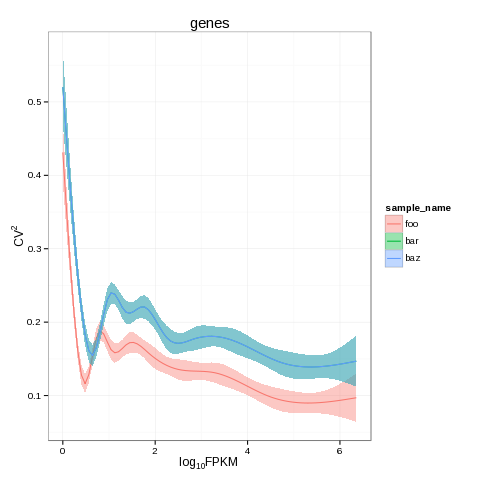 genes
CV²
0.5
0.4
0.3
0.2
0.1
0 2 4 6
log₁₀FPKM
sample_name
foo
bar
baz